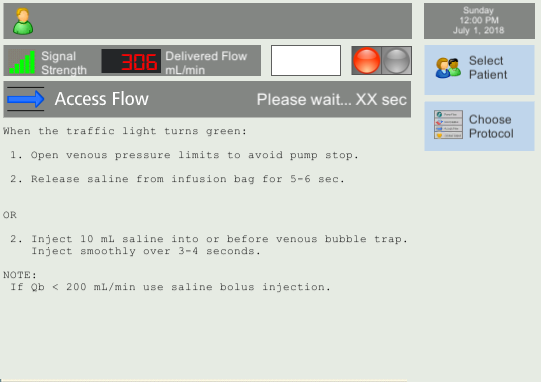 Sunday
12:00 PM
July 1, 2018
Signal
Strength
306
Delivered Flow
mL/min
Select
Patient
Access Flow
Please wait... XX sec
Choose
Protocol
When the traffic light turns green:
1. Open venous pressure limits to avoid pump stop.
2. Release saline from infusion bag for 5-6 sec.
OR
2. Inject 10 mL saline into or before venous bubble trap.
Inject smoothly over 3-4 seconds.
NOTE:
If Qb < 200 mL/min use saline bolus injection.